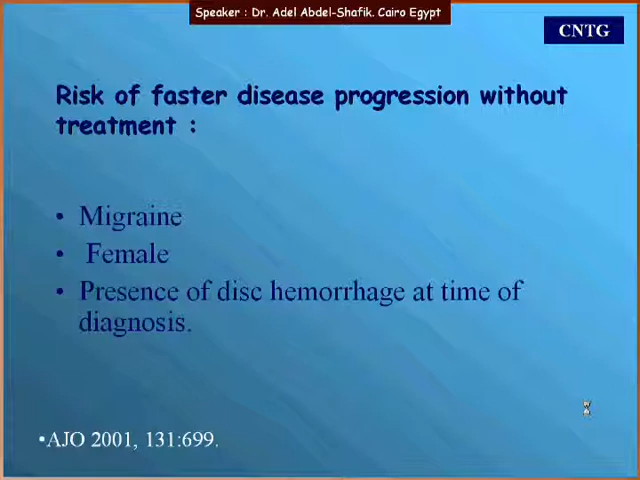 Speaker : Dr. Adel Abdel-Shafik. Cairo Egypt
CNTG
Risk of faster disease progression without
treatment :
• Migraine
• Female
• Presence of disc hemorrhage at time of
diagnosis.
•AJO 2001, 131:699.